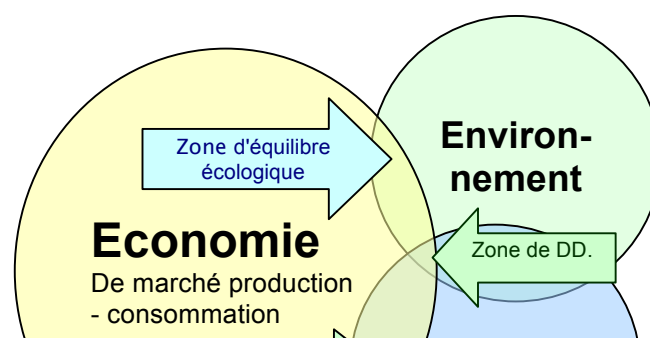 Zone d'équilibre
écologique
Environ-
nement
Economie
De marché production
- consommation
Zone de DD.